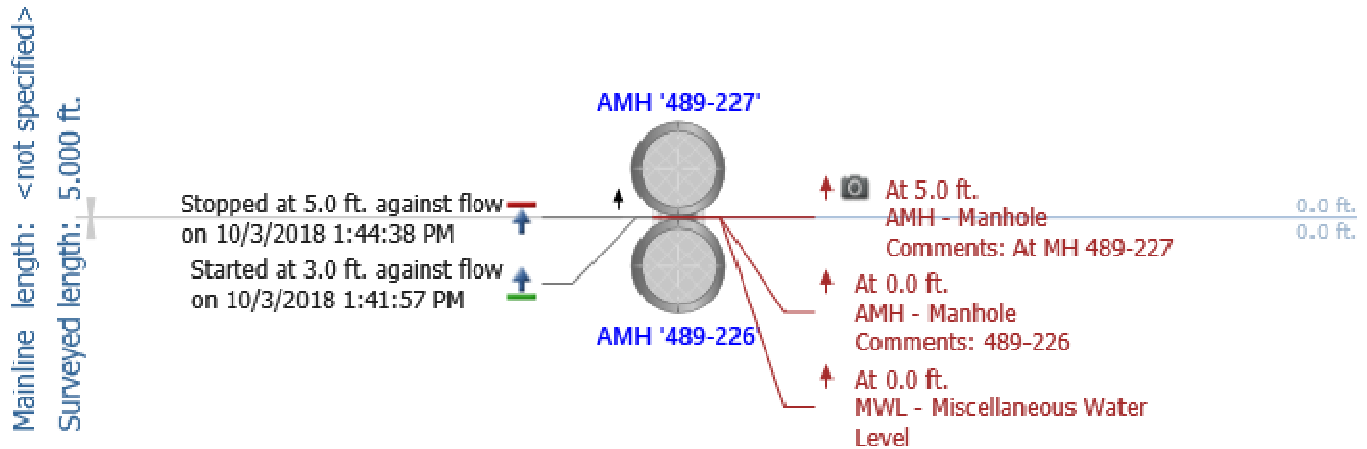 Mainline length: <not specified>
Surveyed length: 5.000 ft.
AMH '489-227'
Stopped at 5.0 ft. against flow
on 10/3/2018 1:44:38 PM
Started at 3.0 ft. against flow
on 10/3/2018 1:41:57 PM
AMH '489-226'
At 5.0 ft.
AMH - Manhole
Comments: At MH 489-227
At 0.0 ft.
AMH - Manhole
Comments: 489-226
At 0.0 ft.
MWL - Miscellaneous Water
Level
0.0 ft.
0.0 ft.